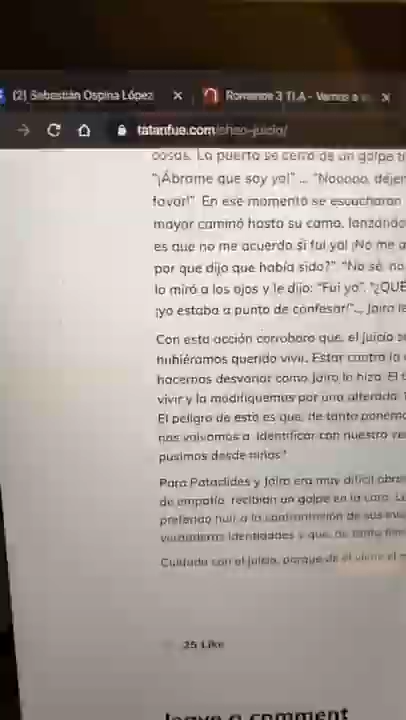 (2) Sebastián Ospina López × Romanos 3 TLA - Vamos a ×
tatanfue.com
cosas. La puerta se cerró de un golpe
"¡Ábrame que soy yo!" ... "Nooooo, déjen
favor!" En ese momento se escucharon
mayor caminó hasta su cama, lanzando
es que no me acuerdo si fui yo! ¡No me a
por que dijo que había sido?" "No sé, no
lo miró a los ojos y le dijo: "Fui yo". "¿QUÉ
¡yo estaba a punto de confesar!"... Jairo le
Con esta acción corroboro que, el juicio
hubiéramos querido vivir. Estar contra la
hacernos desvariar como Jairo lo hizo. El
vivir y la modifiquemos por una alterada.
El peligro de esto es que, de tanto
nos volvamos a identificar con nuestro
pusimos desde niños"
Para Pataclides y Jairo era muy difícil
de empatía, recibían un golpe en la cara.
preferido huir a la confrontación de sus
verdaderas identidades y que, de tanto
Cuidado con el juicio, porque de él viene el
25 Like
leave a comment